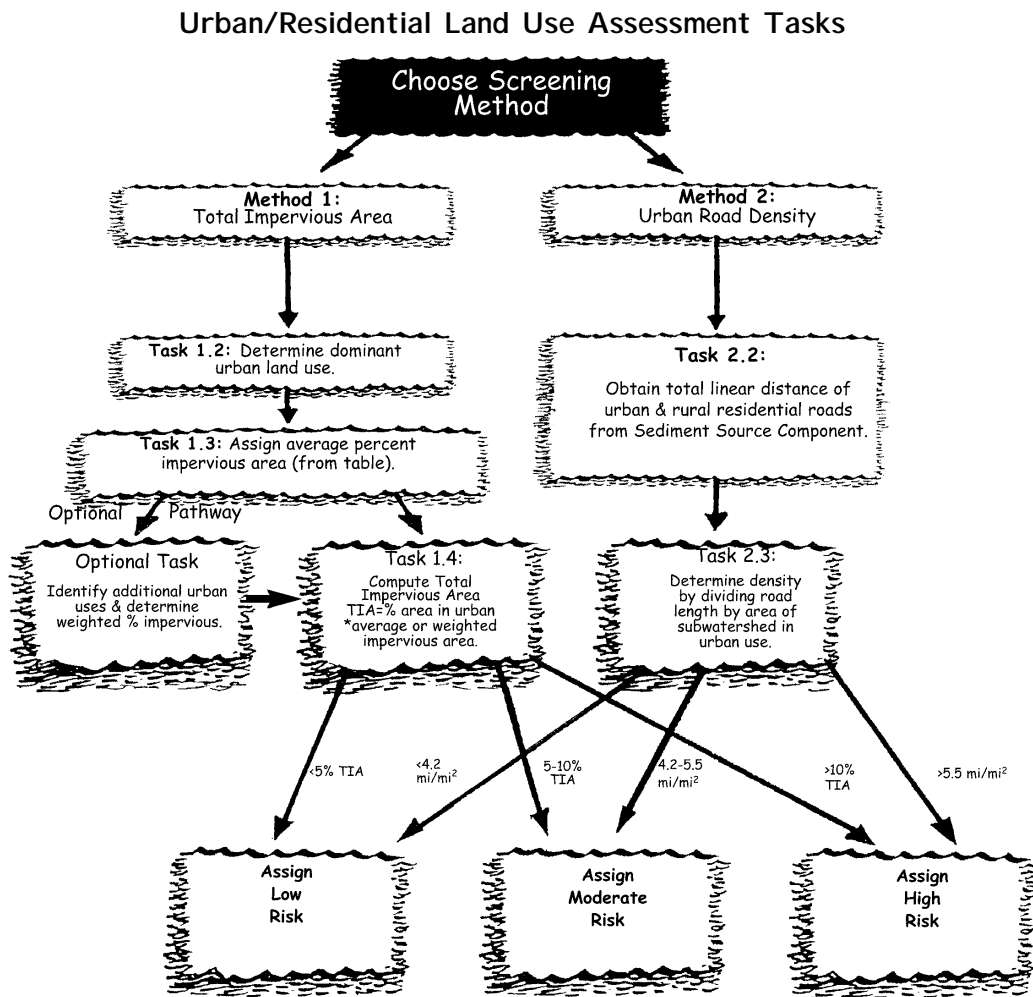 Urban/Residential Land Use Assessment Tasks
Choose Screening
Method
Method 1:
Total Impervious Area
Method 2:
Urban Road Density
Task 1.2: Determine dominant
urban land use.
Task 2.2:
Obtain total linear distance of
urban & rural residential roads
from Sediment Source Component.
Task 1.3: Assign average percent
impervious area (from table).
Optional Pathway
Optional Task
Identify additional urban
uses & determine
weighted % impervious.
Task 1.4:
Compute Total
Impervious Area
TIA=% area in urban
*average or weighted
impervious area.
Task 2.3:
Determine density
by dividing road
length by area of
subwatershed in
urban use.
<5% TIA
<4.2
mi/mi²
5-10%
TIA
4.2-5.5
mi/mi²
>10%
TIA
>5.5 mi/mi²
Assign
Low
Risk
Assign
Moderate
Risk
Assign
High
Risk